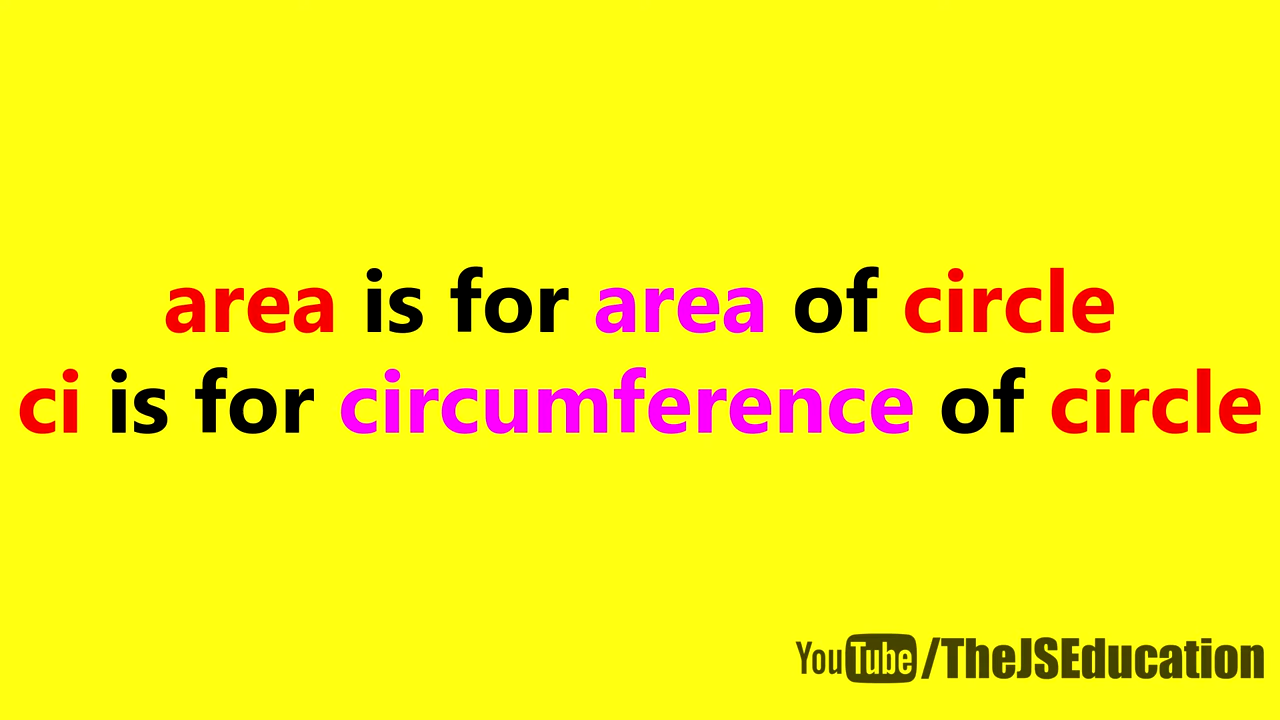 area is for area of circle
ci is for circumference of circle
YouTube/TheJSEducation